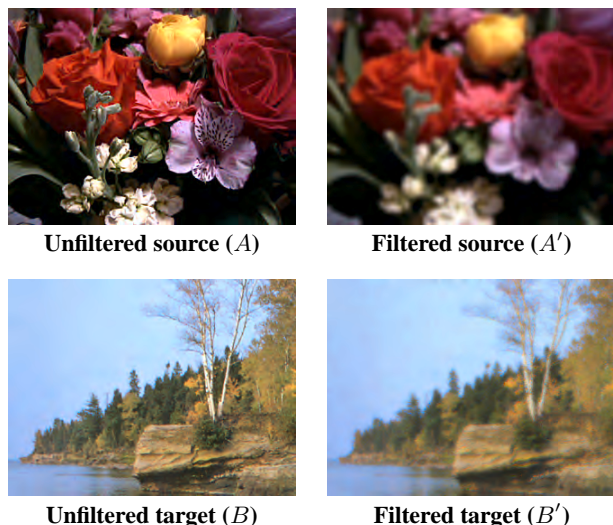 Unfiltered source (A)
Filtered source (A′)
Unfiltered target (B)
Filtered target (B′)